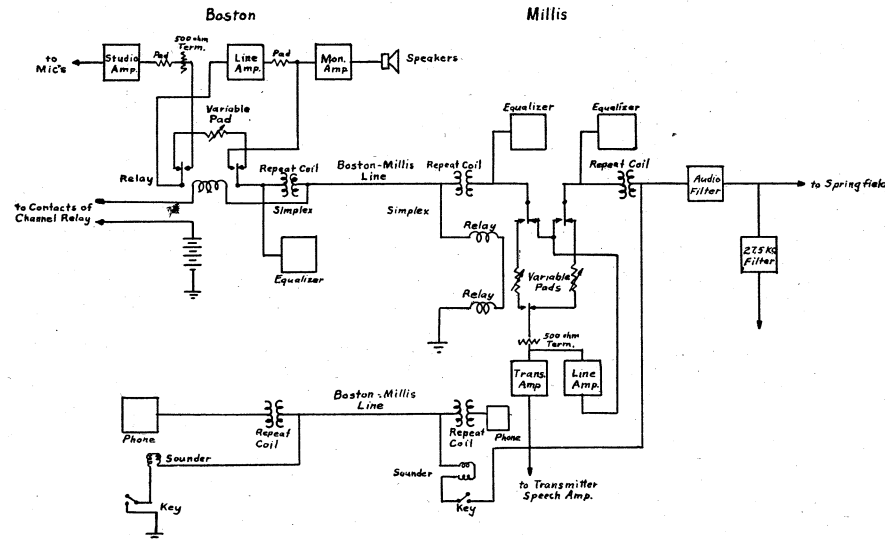 Boston
Millis
500 ohm
Term.
to
Mic's
Studio
Amp.
Pad
Line
Amp.
Pad
Mon.
Amp.
Speakers
Variable
Pad
Equalizer
Equalizer
Relay
Repeat Coil
Boston-Millis
Line
Repeat Coil
Repeat Coil
Audio
Filter
to Springfield
Simplex
Simplex
to Contacts of
Channel Relay
Relay
Equalizer
Relay
Variable
Pads
27.5 KC
Filter
500 ohm
Term.
Trans.
Amp
Line
Amp.
Boston-Millis
Line
Phone
Repeat
Coil
Repeat
Coil
Phone
Sounder
Sounder
Key
Key
to Transmitter
Speech Amp.